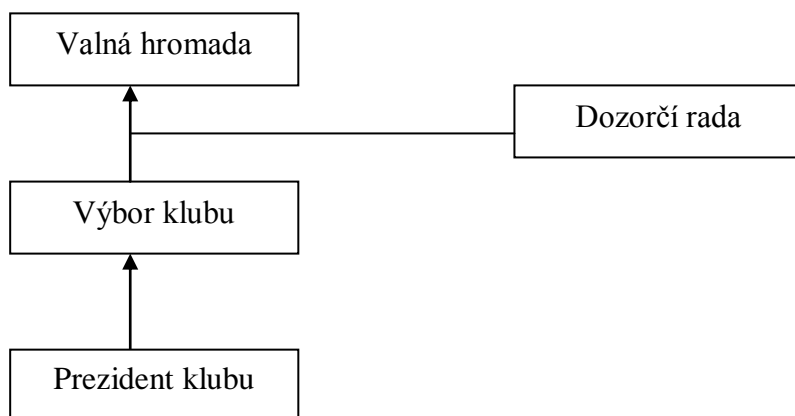 Valná hromada
Dozorčí rada
Výbor klubu
Prezident klubu